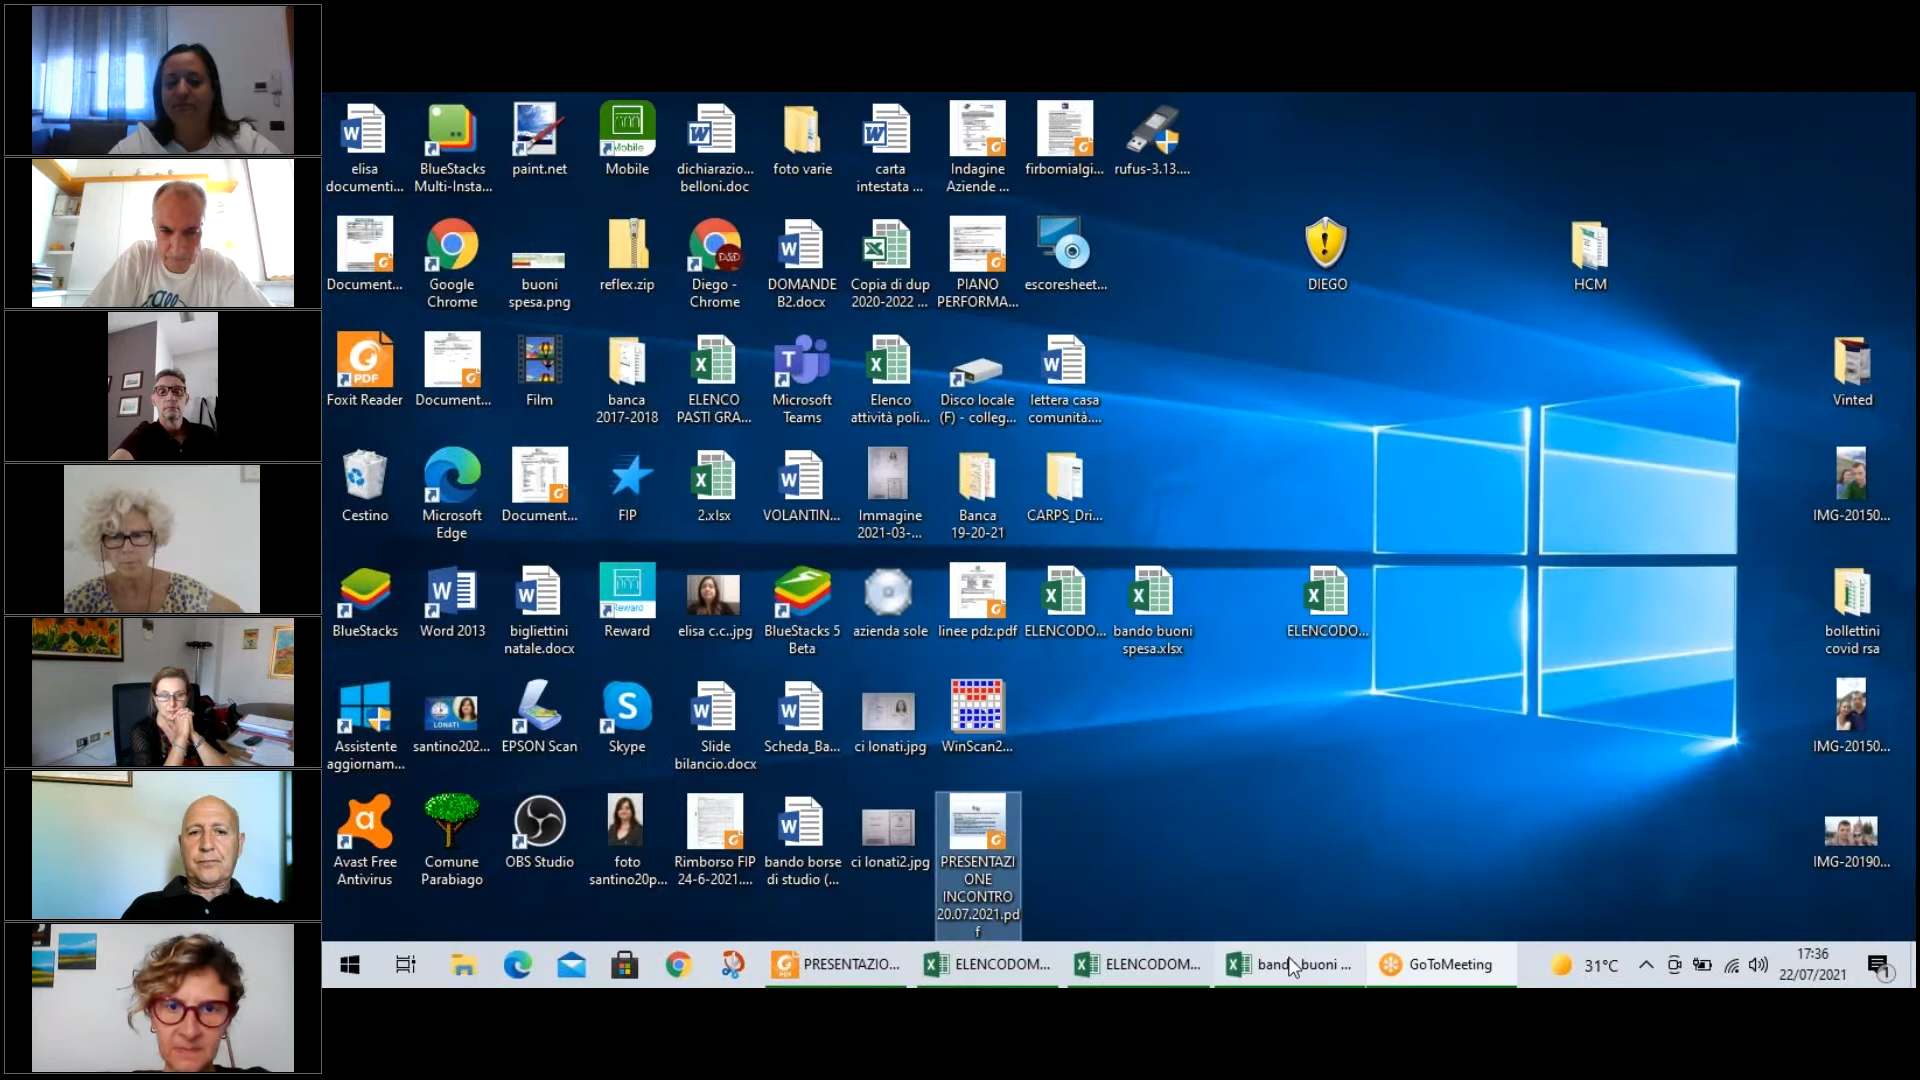 elisa
documenti...
BlueStacks
Multi-Insta...
paint.net
Mobile
Mobile
dichiarazio...
belloni.doc
foto varie
carta
intestata ...
Indagine
Aziende ...
firbomialgi...
rufus-3.13....
Document...
Google
Chrome
buoni
spesa.png
reflex.zip
D&D
Diego -
Chrome
DOMANDE
B2.docx
Copia di dup
2020-2022 ...
PIANO
PERFORMA...
escoresheet...
DIEGO
HCM
PDF
Foxit Reader
Document...
Film
banca
2017-2018
ELENCO
PASTI GRA...
Microsoft
Teams
Elenco
attività poli...
Disco locale
(F) - colleg...
lettera casa
comunità....
Vinted
Cestino
Microsoft
Edge
Document...
FIP
2.xlsx
VOLANTIN...
Immagine
2021-03-...
Banca
19-20-21
CARPS_Dri...
IMG-20150...
BlueStacks
Word 2013
bigliettini
natale.docx
Reward
Reward
elisa c.c..jpg
BlueStacks 5
Beta
azienda sole
linee pdz.pdf
ELENCODO...
bando buoni
spesa.xlsx
ELENCODO...
bollettini
covid rsa
Assistente
aggiornam...
LONATI
santino202...
EPSON Scan
Skype
Slide
bilancio.docx
Scheda_Ba...
ci lonati.jpg
WinScan2...
IMG-20150...
Avast Free
Antivirus
Comune
Parabiago
OBS Studio
foto
santino20p...
Rimborso FIP
24-6-2021....
bando borse
di studio (...
ci lonati2.jpg
PRESENTAZI
ONE
INCONTRO
20.07.2021.pd
f
IMG-20190...
PRESENTAZIO...
ELENCODOM...
ELENCODOM...
buoni ...
GoToMeeting
31°C
17:36
22/07/2021
1